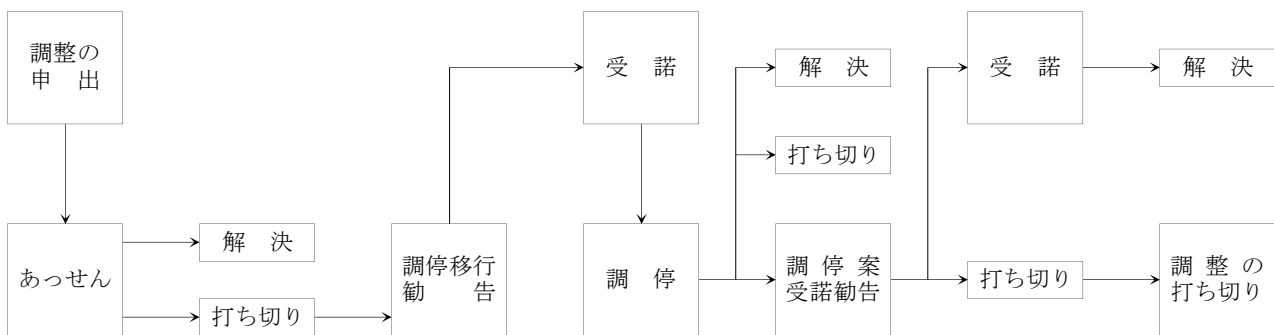 調整の
申　出
あっせん
解　決
打ち切り
調停移行
勧　　告
受　諾
調　停
解　決
打ち切り
調 停 案
受諾勧告
受　諾
打ち切り
解　決
調 整 の
打ち切り